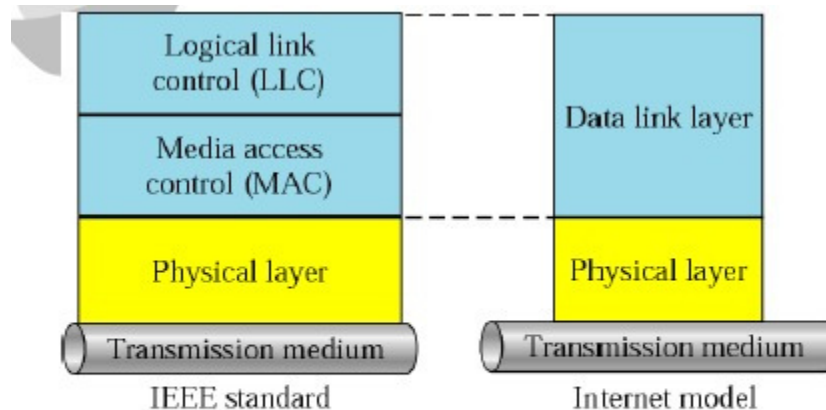 Logical link
control (LLC)
Media access
control (MAC)
Physical layer
Transmission medium
IEEE standard
Data link layer
Physical layer
Transmission medium
Internet model